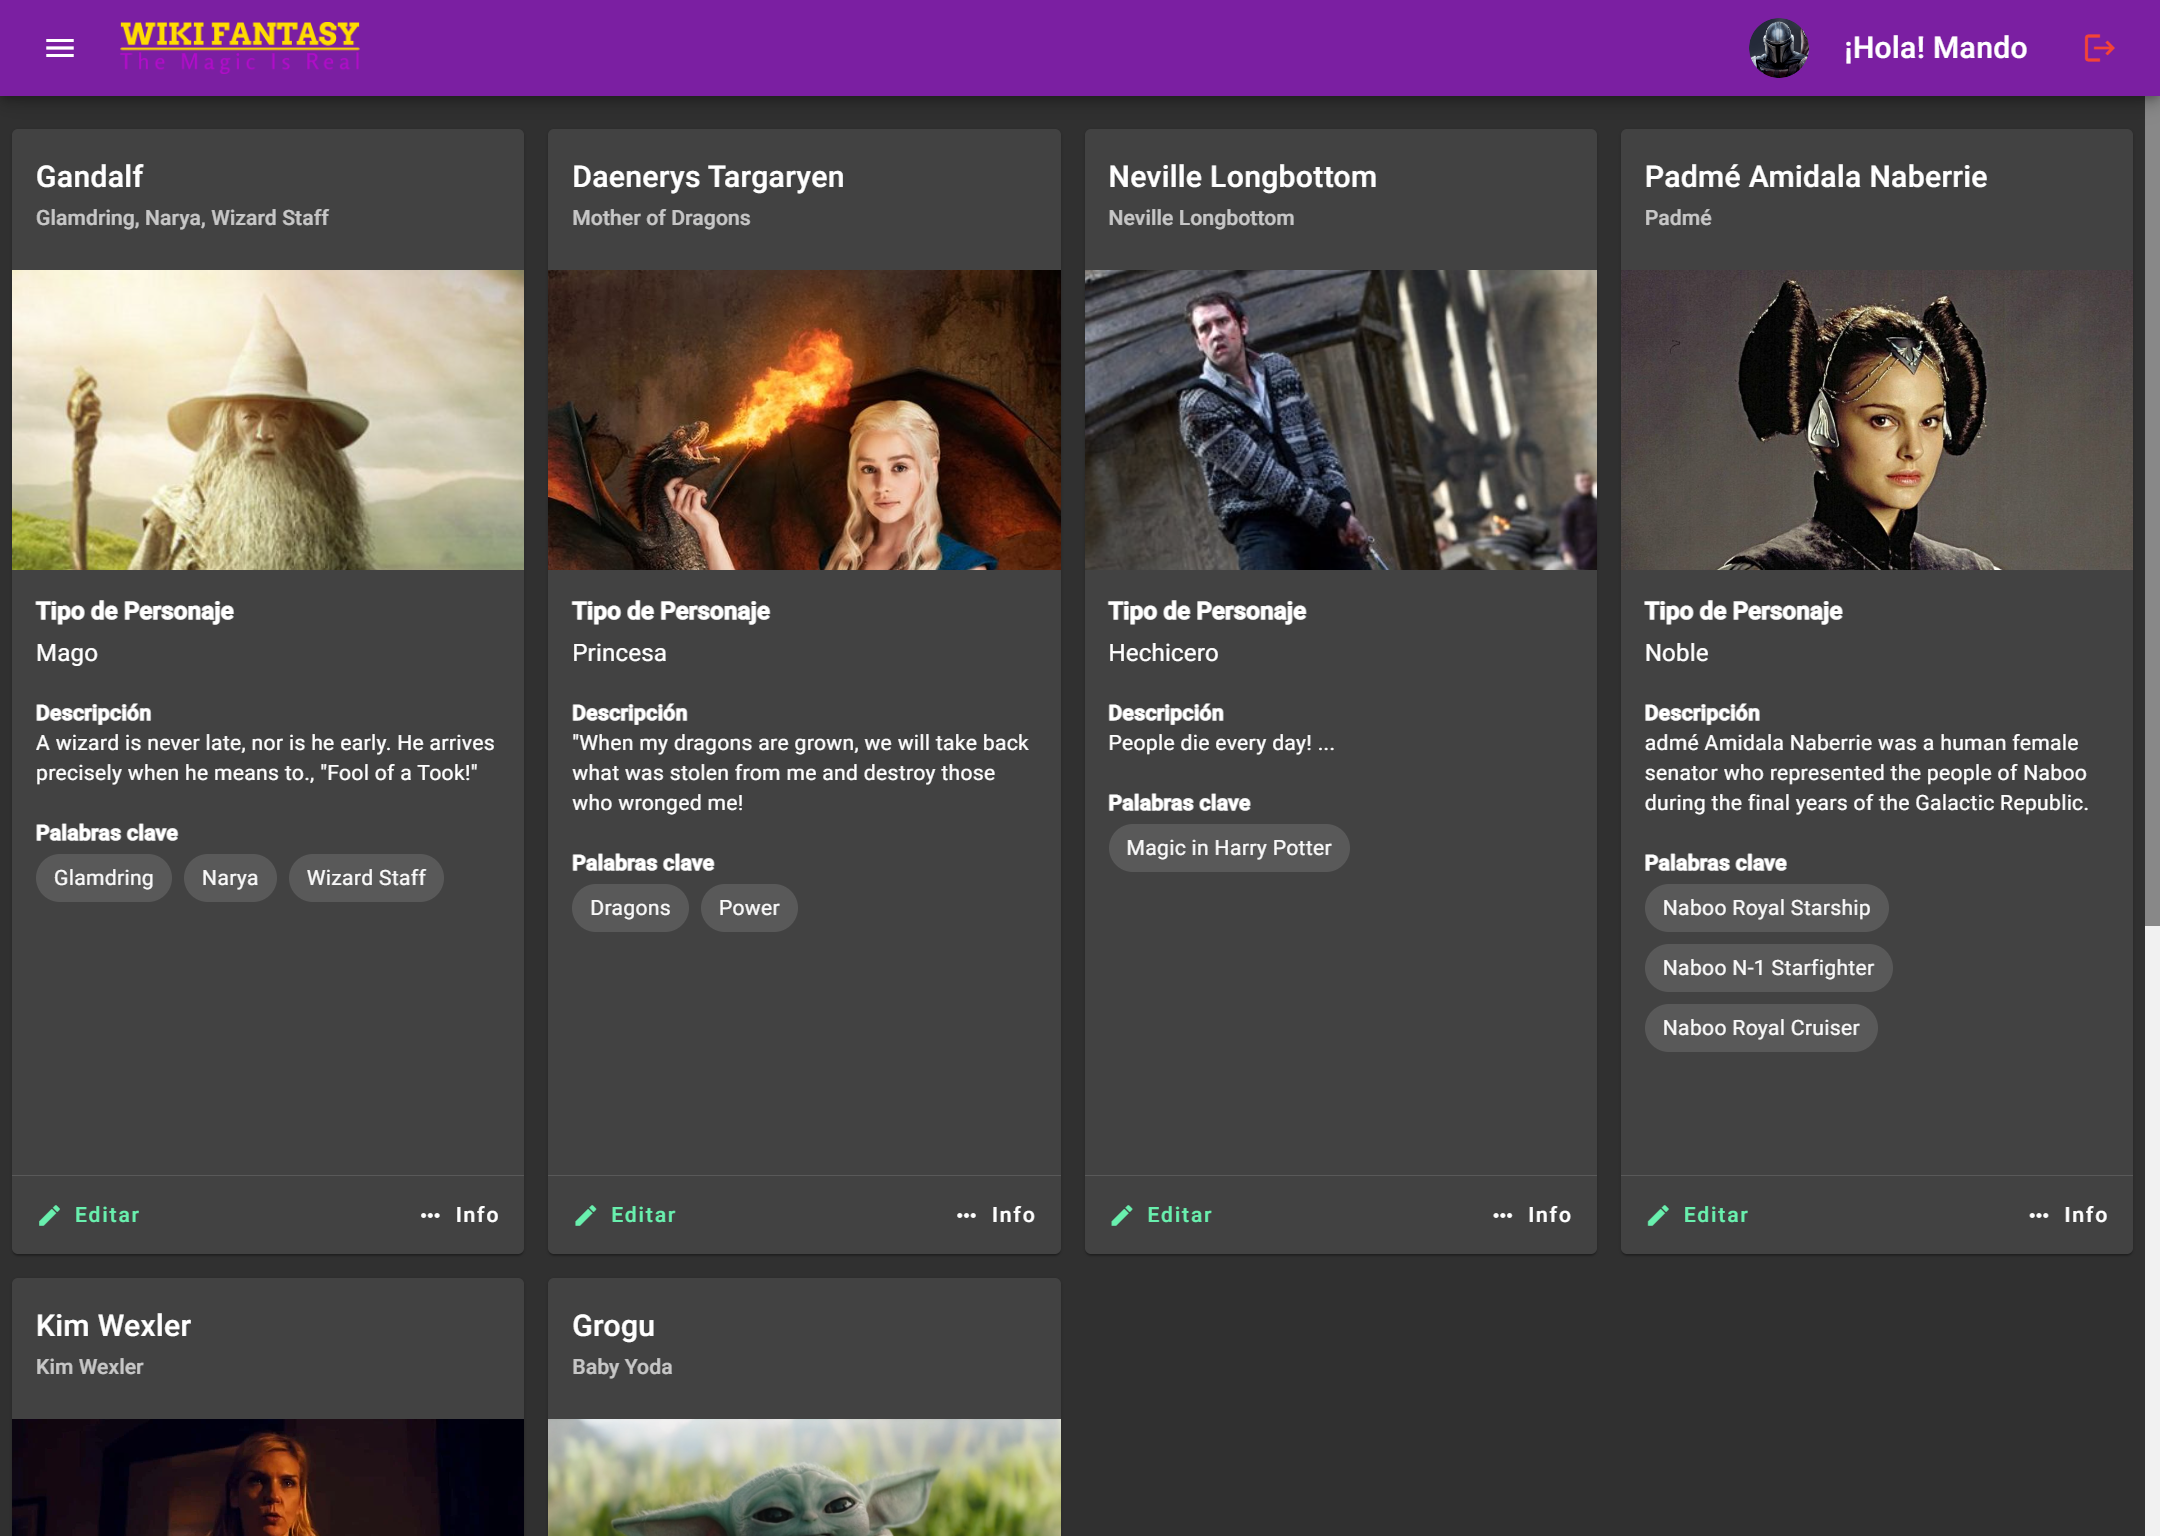 WIKI FANTASY
The Magic Is Real
¡Hola! Mando
Gandalf
Glamdring, Narya, Wizard Staff
Tipo de Personaje
Mago
Descripción
A wizard is never late, nor is he early. He arrives
precisely when he means to., "Fool of a Took!"
Palabras clave
Glamdring
Narya
Wizard Staff
Editar
Info
Daenerys Targaryen
Mother of Dragons
Tipo de Personaje
Princesa
Descripción
"When my dragons are grown, we will take back
what was stolen from me and destroy those
who wronged me!
Palabras clave
Dragons
Power
Editar
Info
Neville Longbottom
Neville Longbottom
Tipo de Personaje
Hechicero
Descripción
People die every day! ...
Palabras clave
Magic in Harry Potter
Editar
Info
Padmé Amidala Naberrie
Padmé
Tipo de Personaje
Noble
Descripción
admé Amidala Naberrie was a human female
senator who represented the people of Naboo
during the final years of the Galactic Republic.
Palabras clave
Naboo Royal Starship
Naboo N-1 Starfighter
Naboo Royal Cruiser
Editar
Info
Kim Wexler
Kim Wexler
Grogu
Baby Yoda